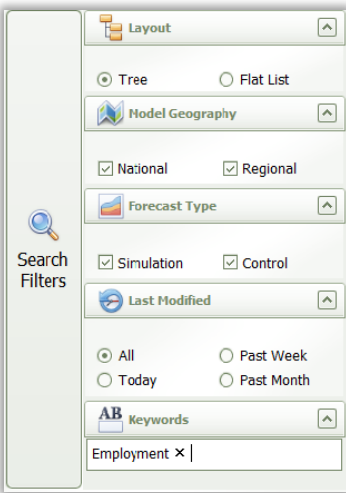 Layout
Tree Flat List
Model Geography
National Regional
Forecast Type
Search
Filters
Simulation Control
Last Modified
All Past Week
Today Past Month
AB Keywords
Employment ×